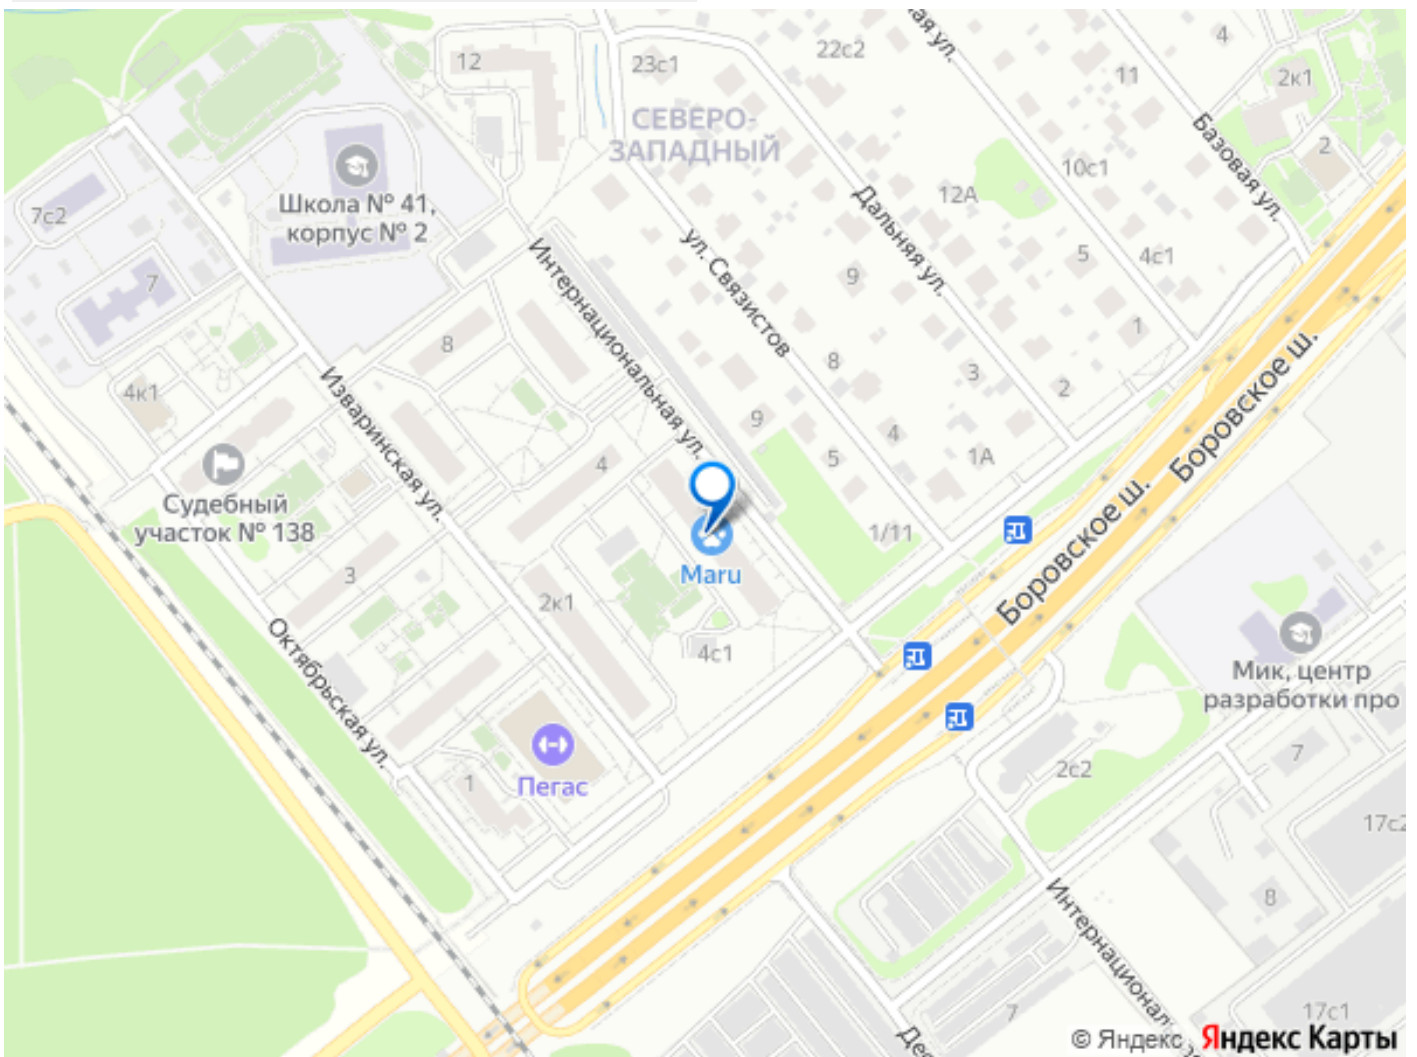 12
23с1
22с2
4
11
2к1
2
СЕВЕРО-
ЗАПАДНЫЙ
Базовая ул.
10с1
12А
Школа № 41,
корпус № 2
7с2
7
Дальняя ул.
ул. Связистов
Интернациональная ул.
9
5
4с1
1
8
8
3
2
4к1
Изваринская ул.
9
4
5
1А
4
Судебный
участок № 138
1/11
Боровское ш.
Боровское ш.
Maru
3
2к1
4с1
Октябрьская ул.
Мик, центр
разработки про
Пегас
1
2с2
7
17с2
8
7
17с1
© Яндекс
Яндекс Карты